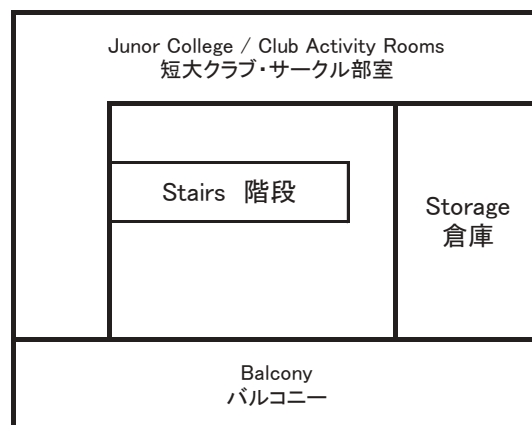 Junor College / Club Activity Rooms
短大クラブ・サークル部室
Stairs 階段
Storage
倉庫
Balcony
バルコニー